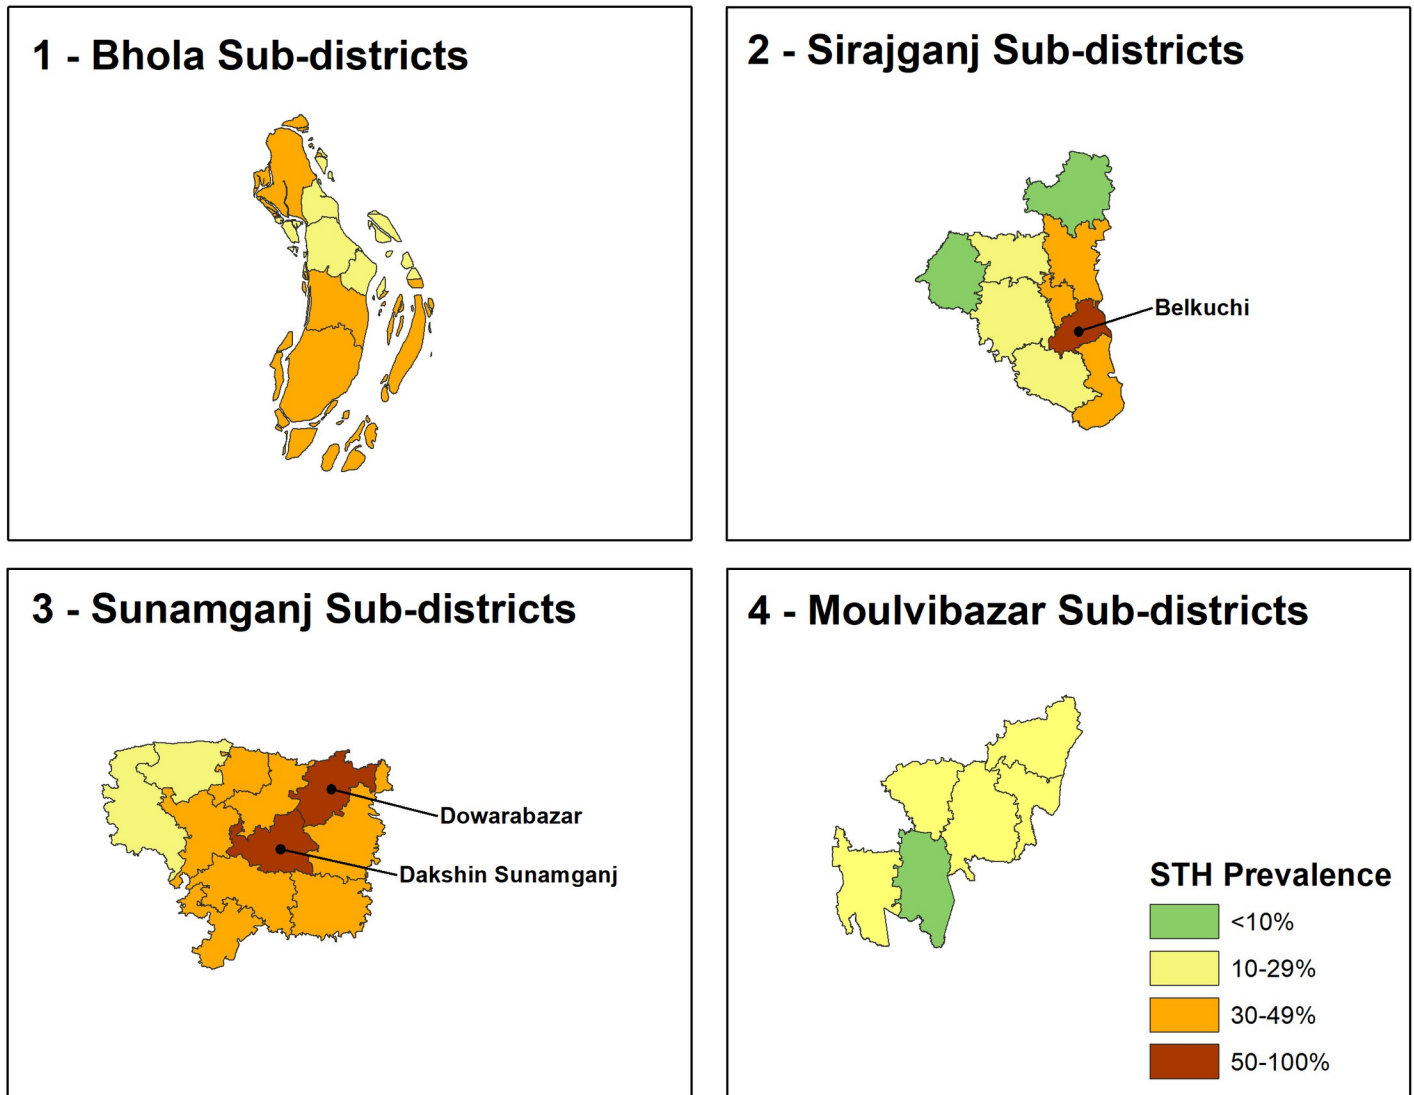 1 - Bhola Sub-districts
2 - Sirajganj Sub-districts
Belkuchi
3 - Sunamganj Sub-districts
Dowarabazar
Dakshin Sunamganj
4 - Moulvibazar Sub-districts
STH Prevalence
<10%
10-29%
30-49%
50-100%